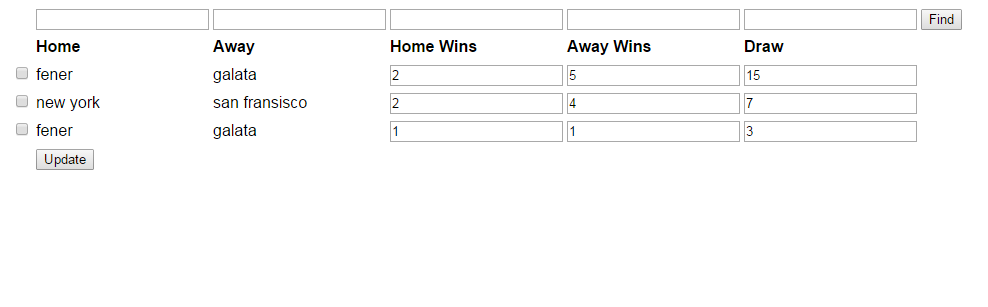 Find
Home Away Home Wins Away Wins Draw
fener galata 2 5 15
new york san fransisco 2 4 7
fener galata 1 1 3
Update